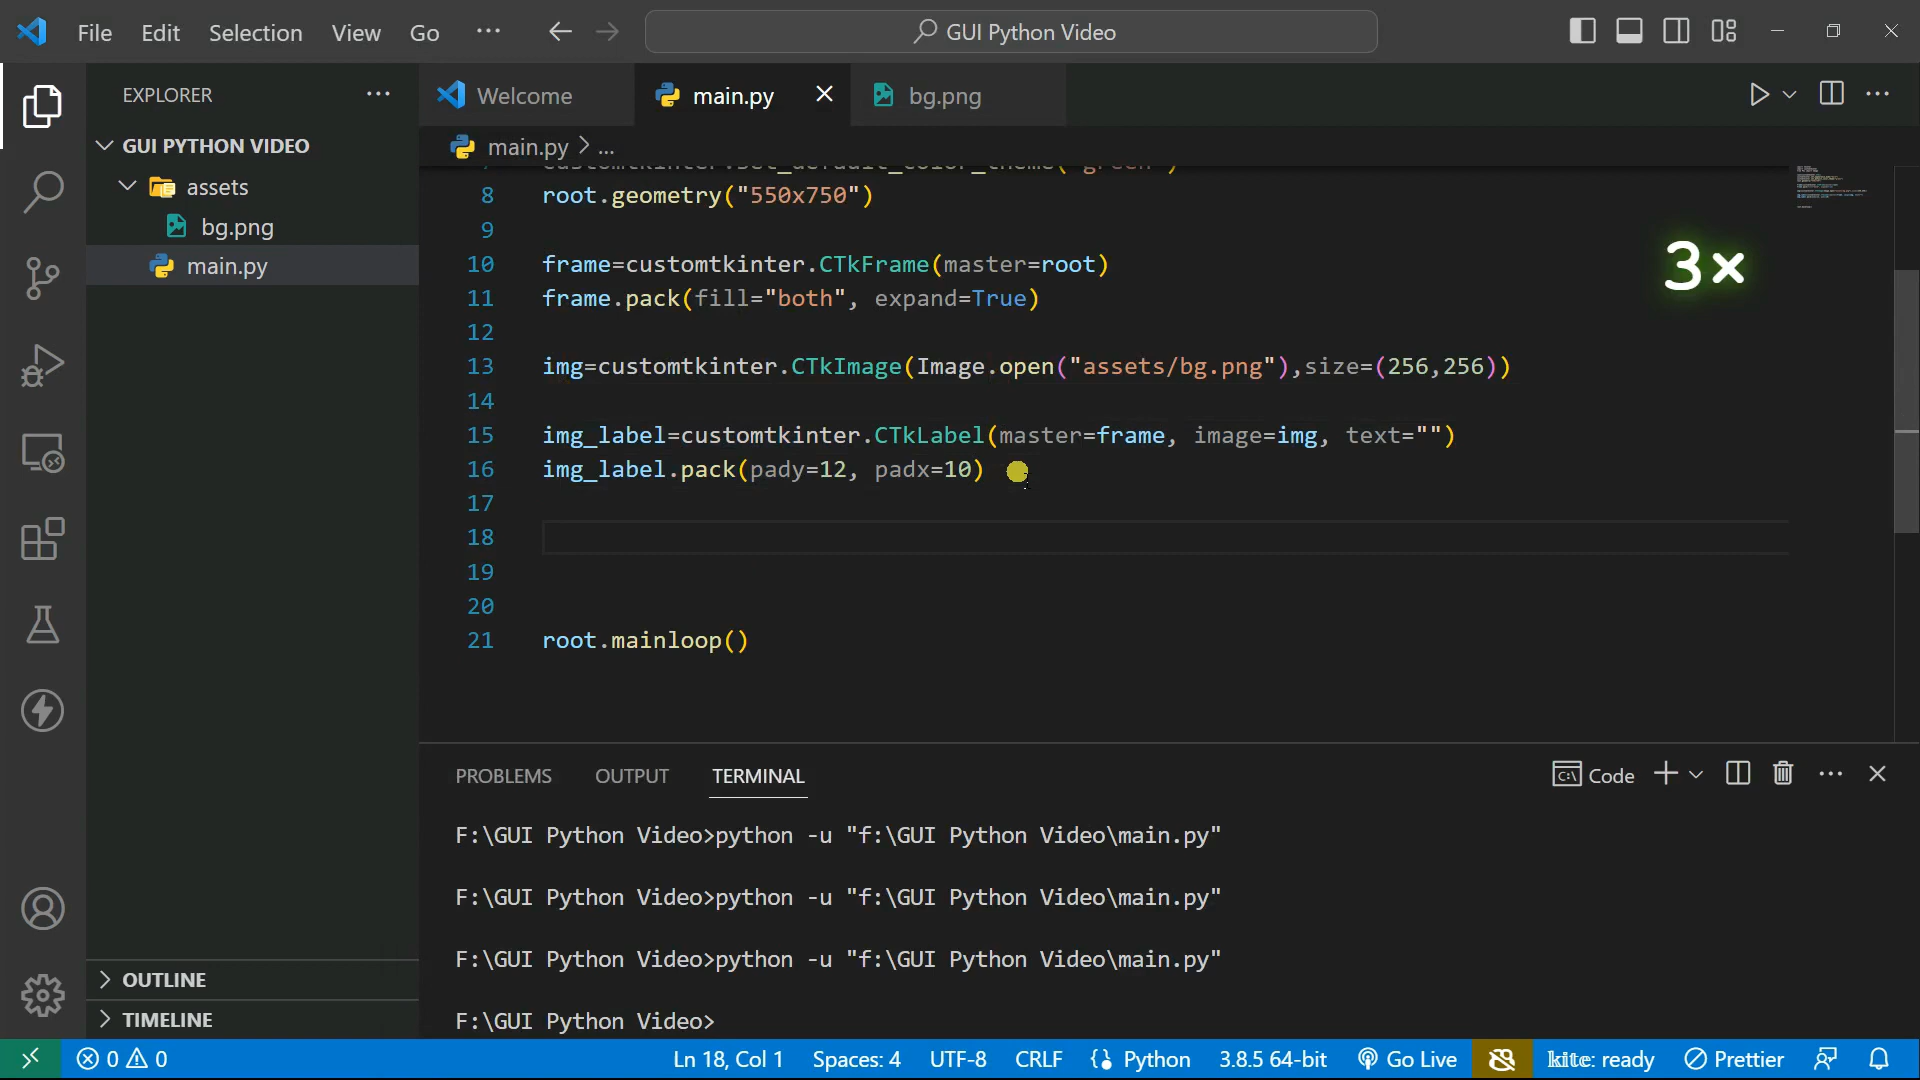 File Edit Selection View Go ··· GUI Python Video
EXPLORER ···
Welcome main.py bg.png
GUI PYTHON VIDEO
main.py > ...
assets
bg.png
main.py
8 root.geometry("550x750")
9
10 frame=customtkinter.CTkFrame(master=root)
11 frame.pack(fill="both", expand=True)
12
13 img=customtkinter.CTkImage(Image.open("assets/bg.png"),size=(256,256))
14
15 img_label=customtkinter.CTkLabel(master=frame, image=img, text="")
16 img_label.pack(pady=12, padx=10)
17
18
19
20
21 root.mainloop()
3×
PROBLEMS OUTPUT TERMINAL Code
F:\GUI Python Video>python -u "f:\GUI Python Video\main.py"
F:\GUI Python Video>python -u "f:\GUI Python Video\main.py"
F:\GUI Python Video>python -u "f:\GUI Python Video\main.py"
F:\GUI Python Video>
OUTLINE
TIMELINE
0 0 Ln 18, Col 1 Spaces: 4 UTF-8 CRLF Python 3.8.5 64-bit Go Live kite: ready Prettier